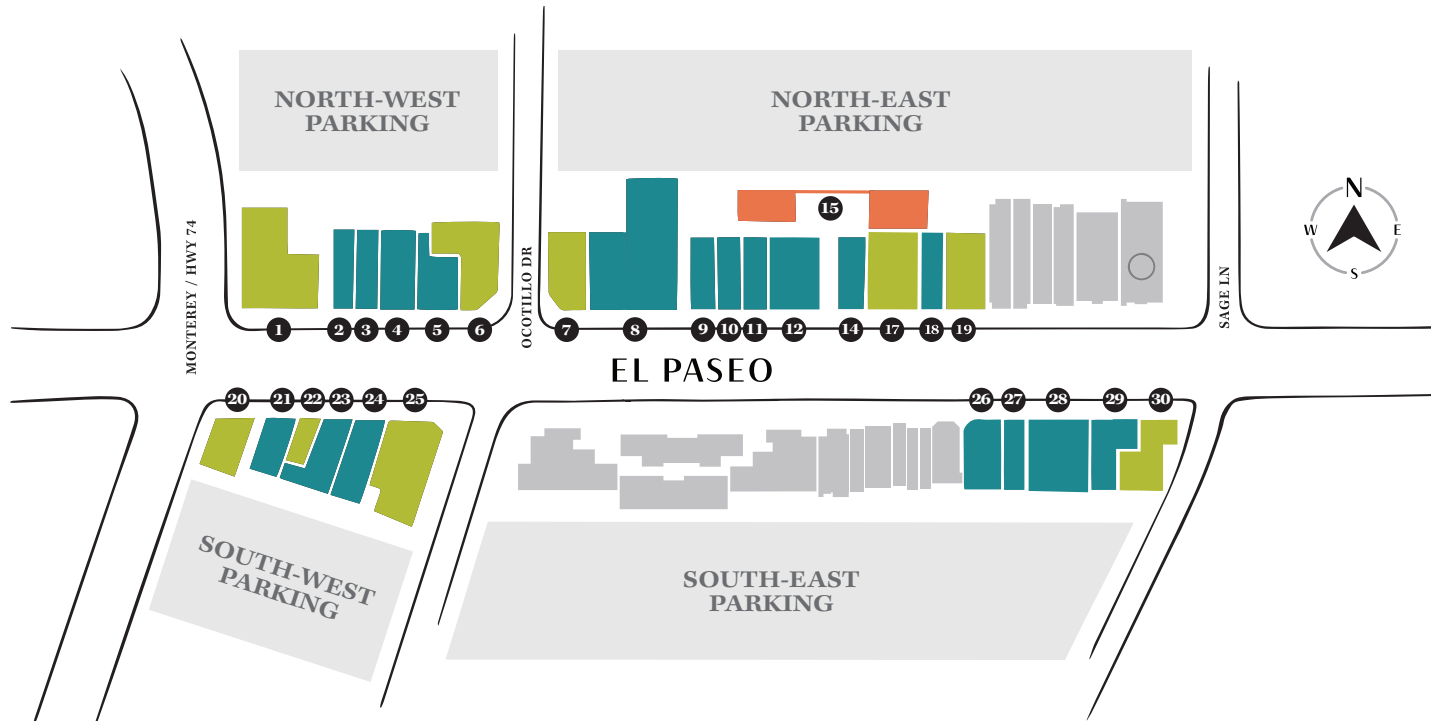 NORTH-WEST
PARKING
NORTH-EAST
PARKING
15
N
W
E
S
MONTEREY / HWY 74
OCOTILLO DR
SAGE LN
1
2
3
4
5
6
7
8
9
10
11
12
14
17
18
19
EL PASEO
20
21
22
23
24
25
26
27
28
29
30
SOUTH-WEST
PARKING
SOUTH-EAST
PARKING